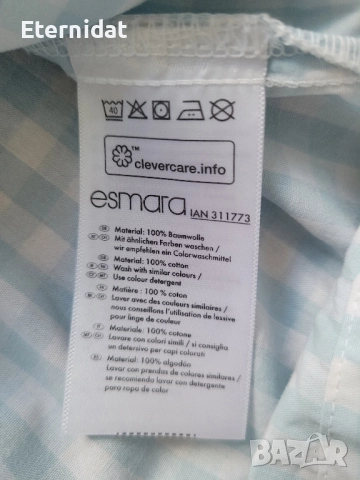 Eternidat
40
clevercare.info
TM
esmara IAN 311773
Material: 100% Baumwolle
Mit ähnlichen Farben waschen /
wir empfehlen ein Colorwaschmittel
Material: 100% cotton
Wash with similar colours /
Use colour detergent
Matière : 100 % coton
Laver avec des couleurs similaires /
nous conseillons l'utilisation de lessive
pour linge de couleur
Materiale: 100% cotone
Lavare con colori simili / si consiglia
un detersivo per capi colorati
Material: 100% algodón
Lavar con prendas de colores similares /
se recomienda lavar con detergente
para ropa de color
BAZAR
bg